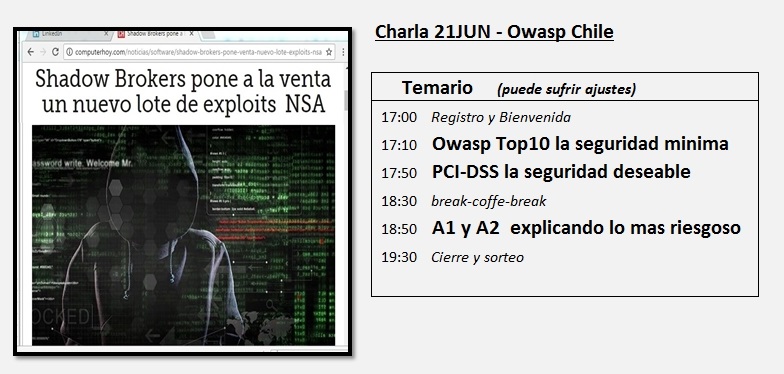 LinkedIn
Shadow Brokers pone a l
computerhoy.com/noticias/software/shadow-brokers-pone-venta-nuevo-lote-exploits-nsa
Shadow Brokers pone a la venta
un nuevo lote de exploits NSA
assword write. Welcome Mr.
OCKED
Charla 21JUN - Owasp Chile
Temario (puede sufrir ajustes)
17:00 Registro y Bienvenida
17:10 Owasp Top10 la seguridad minima
17:50 PCI-DSS la seguridad deseable
18:30 break-coffe-break
18:50 A1 y A2 explicando lo mas riesgoso
19:30 Cierre y sorteo